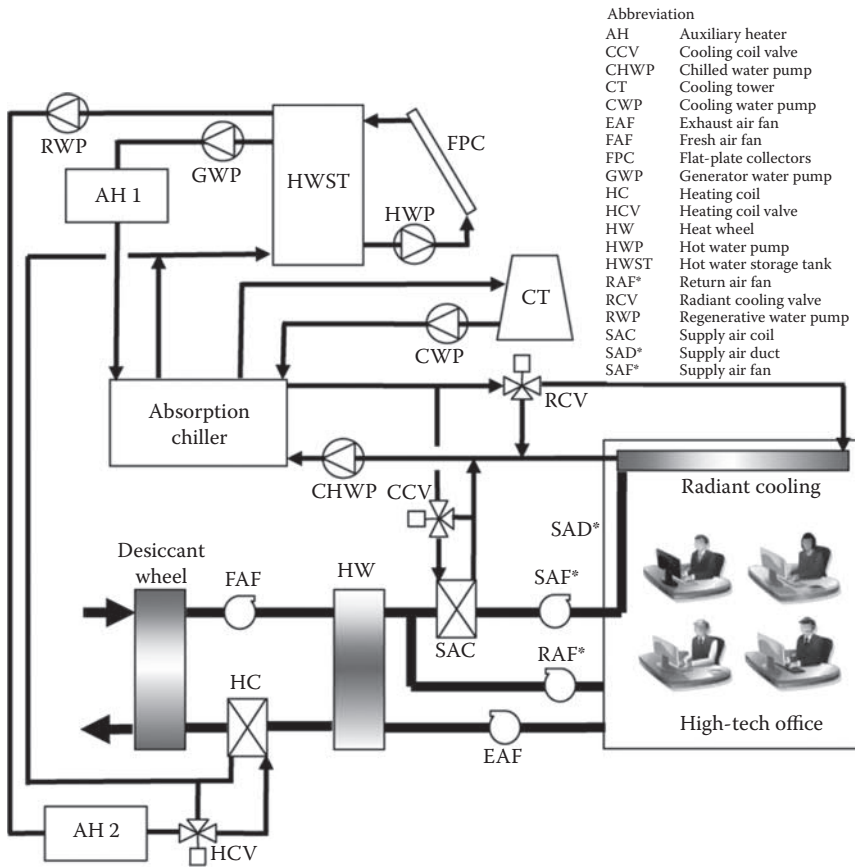 Abbreviation
AH Auxiliary heater
CCV Cooling coil valve
CHWP Chilled water pump
CT Cooling tower
CWP Cooling water pump
EAF Exhaust air fan
FAF Fresh air fan
FPC Flat-plate collectors
GWP Generator water pump
HC Heating coil
HCV Heating coil valve
HW Heat wheel
HWP Hot water pump
HWST Hot water storage tank
RAF* Return air fan
RCV Radiant cooling valve
RWP Regenerative water pump
SAC Supply air coil
SAD* Supply air duct
SAF* Supply air fan
RWP
GWP
HWST
FPC
AH 1
HWP
CT
CWP
RCV
Absorption
chiller
CHWP
CCV
Radiant cooling
SAD*
Desiccant
wheel
FAF
HW
SAF*
SAC
RAF*
HC
High-tech office
EAF
AH 2
HCV